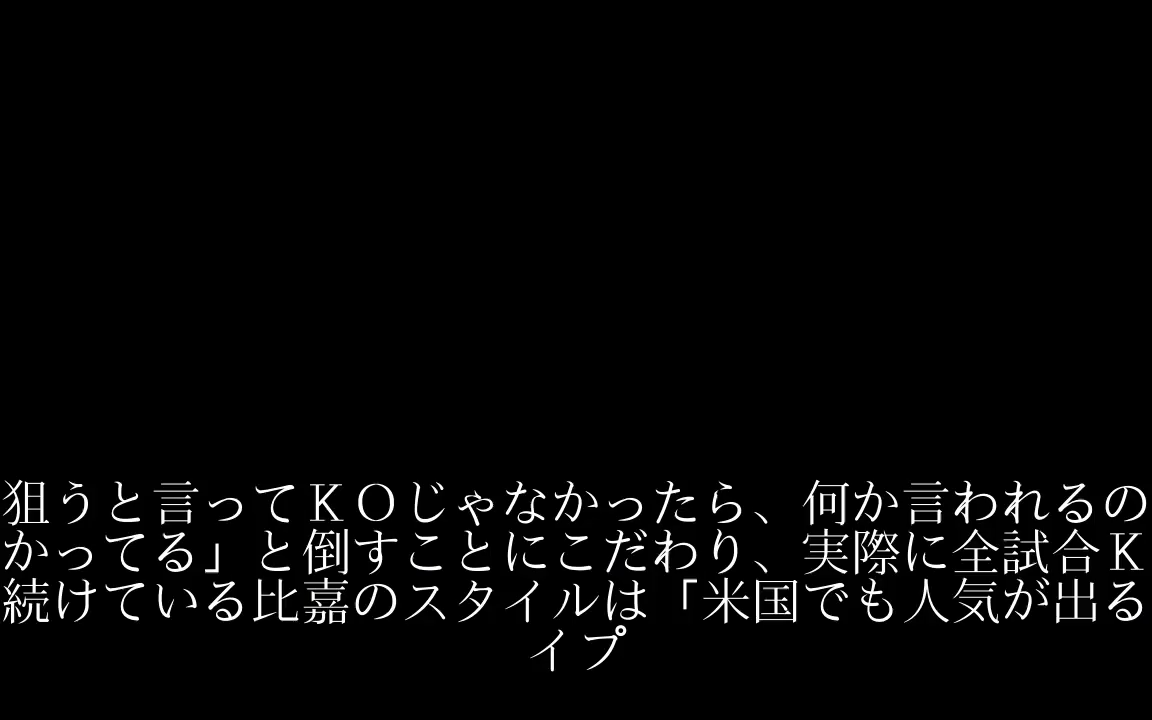 狙うと言ってＫＯじゃなかったら、何か言われるの
かってる」と倒すことにこだわり、実際に全試合Ｋ
続けている比嘉のスタイルは「米国でも人気が出る
イプ